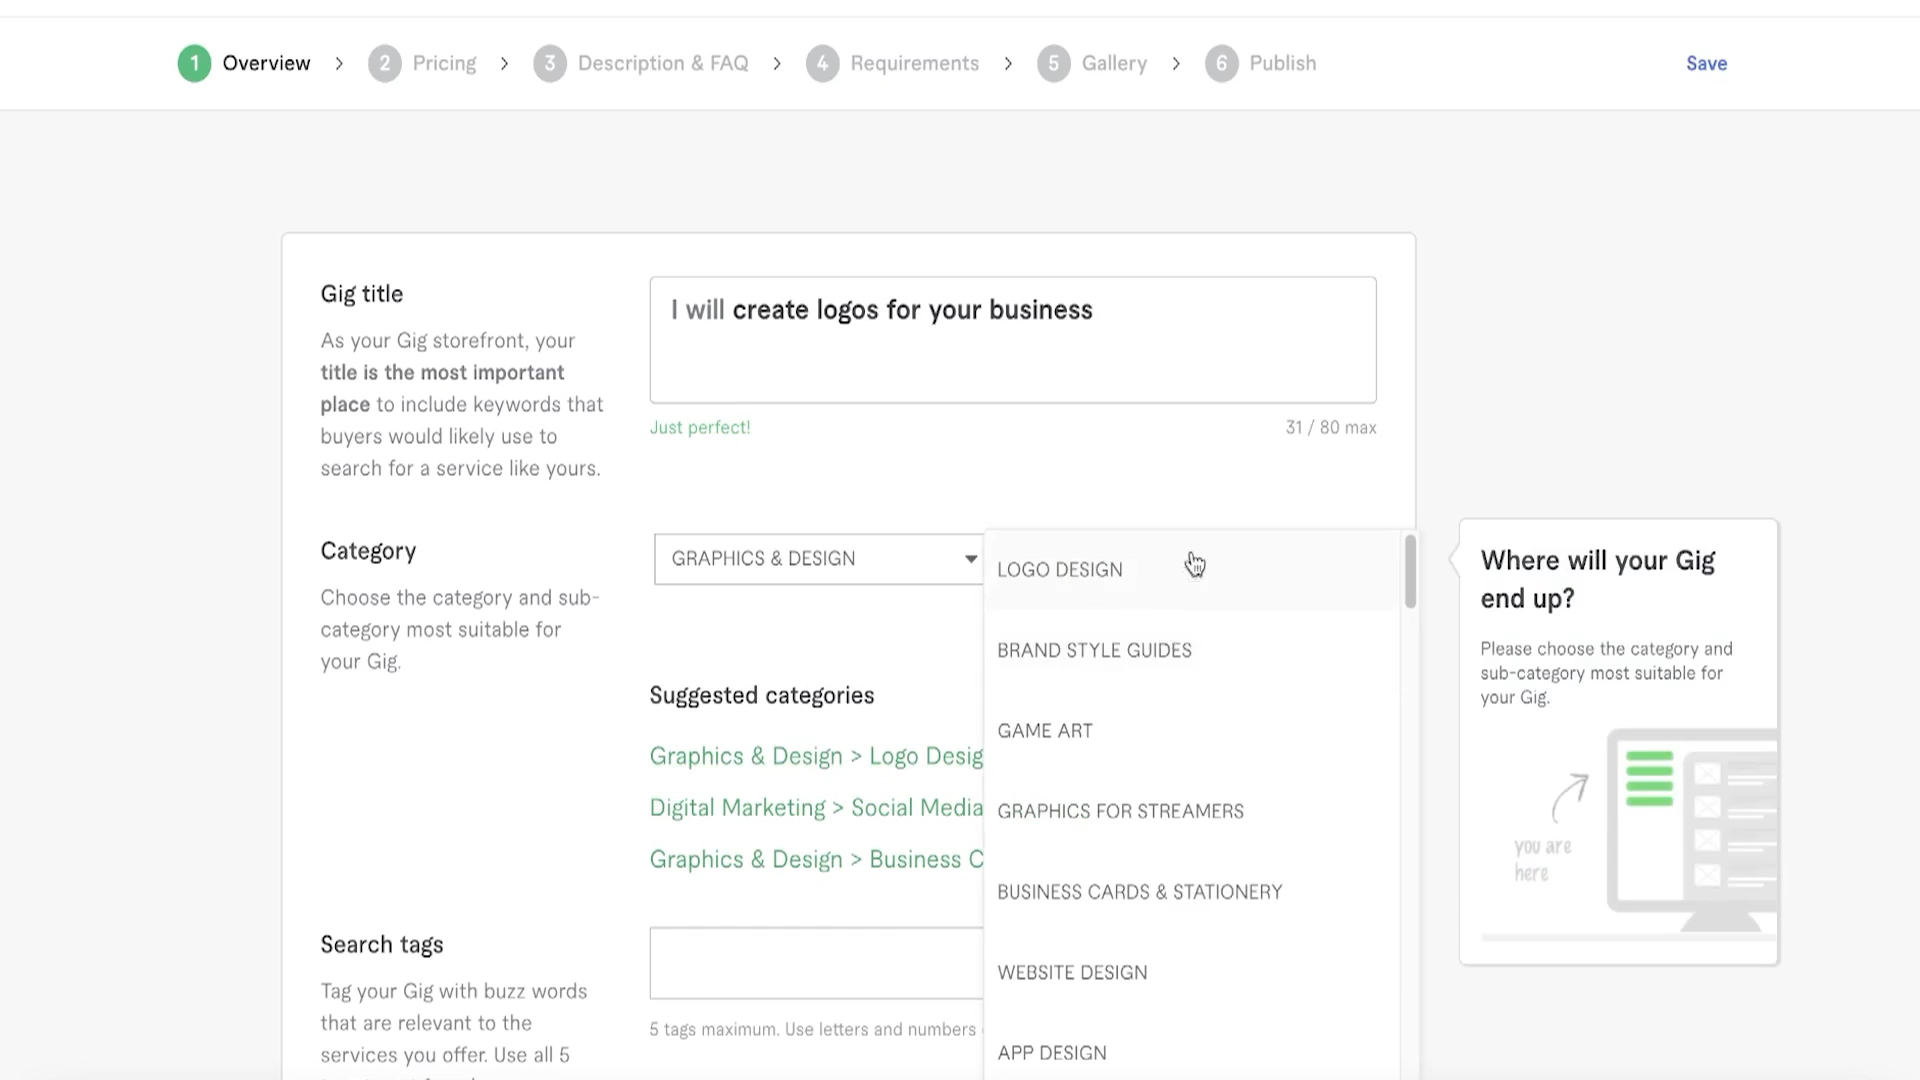 1 Overview > 2 Pricing > 3 Description & FAQ > 4 Requirements > 5 Gallery > 6 Publish Save
Gig title
As your Gig storefront, your
title is the most important
place to include keywords that
buyers would likely use to
search for a service like yours.
I will create logos for your business
Just perfect! 31 / 80 max
Category
Choose the category and sub-
category most suitable for
your Gig.
GRAPHICS & DESIGN
LOGO DESIGN
BRAND STYLE GUIDES
GAME ART
GRAPHICS FOR STREAMERS
BUSINESS CARDS & STATIONERY
WEBSITE DESIGN
APP DESIGN
Suggested categories
Graphics & Design > Logo Desig
Digital Marketing > Social Media
Graphics & Design > Business C
Search tags
Tag your Gig with buzz words
that are relevant to the
services you offer. Use all 5
5 tags maximum. Use letters and numbers
Where will your Gig
end up?
Please choose the category and
sub-category most suitable for
your Gig.
you are
here